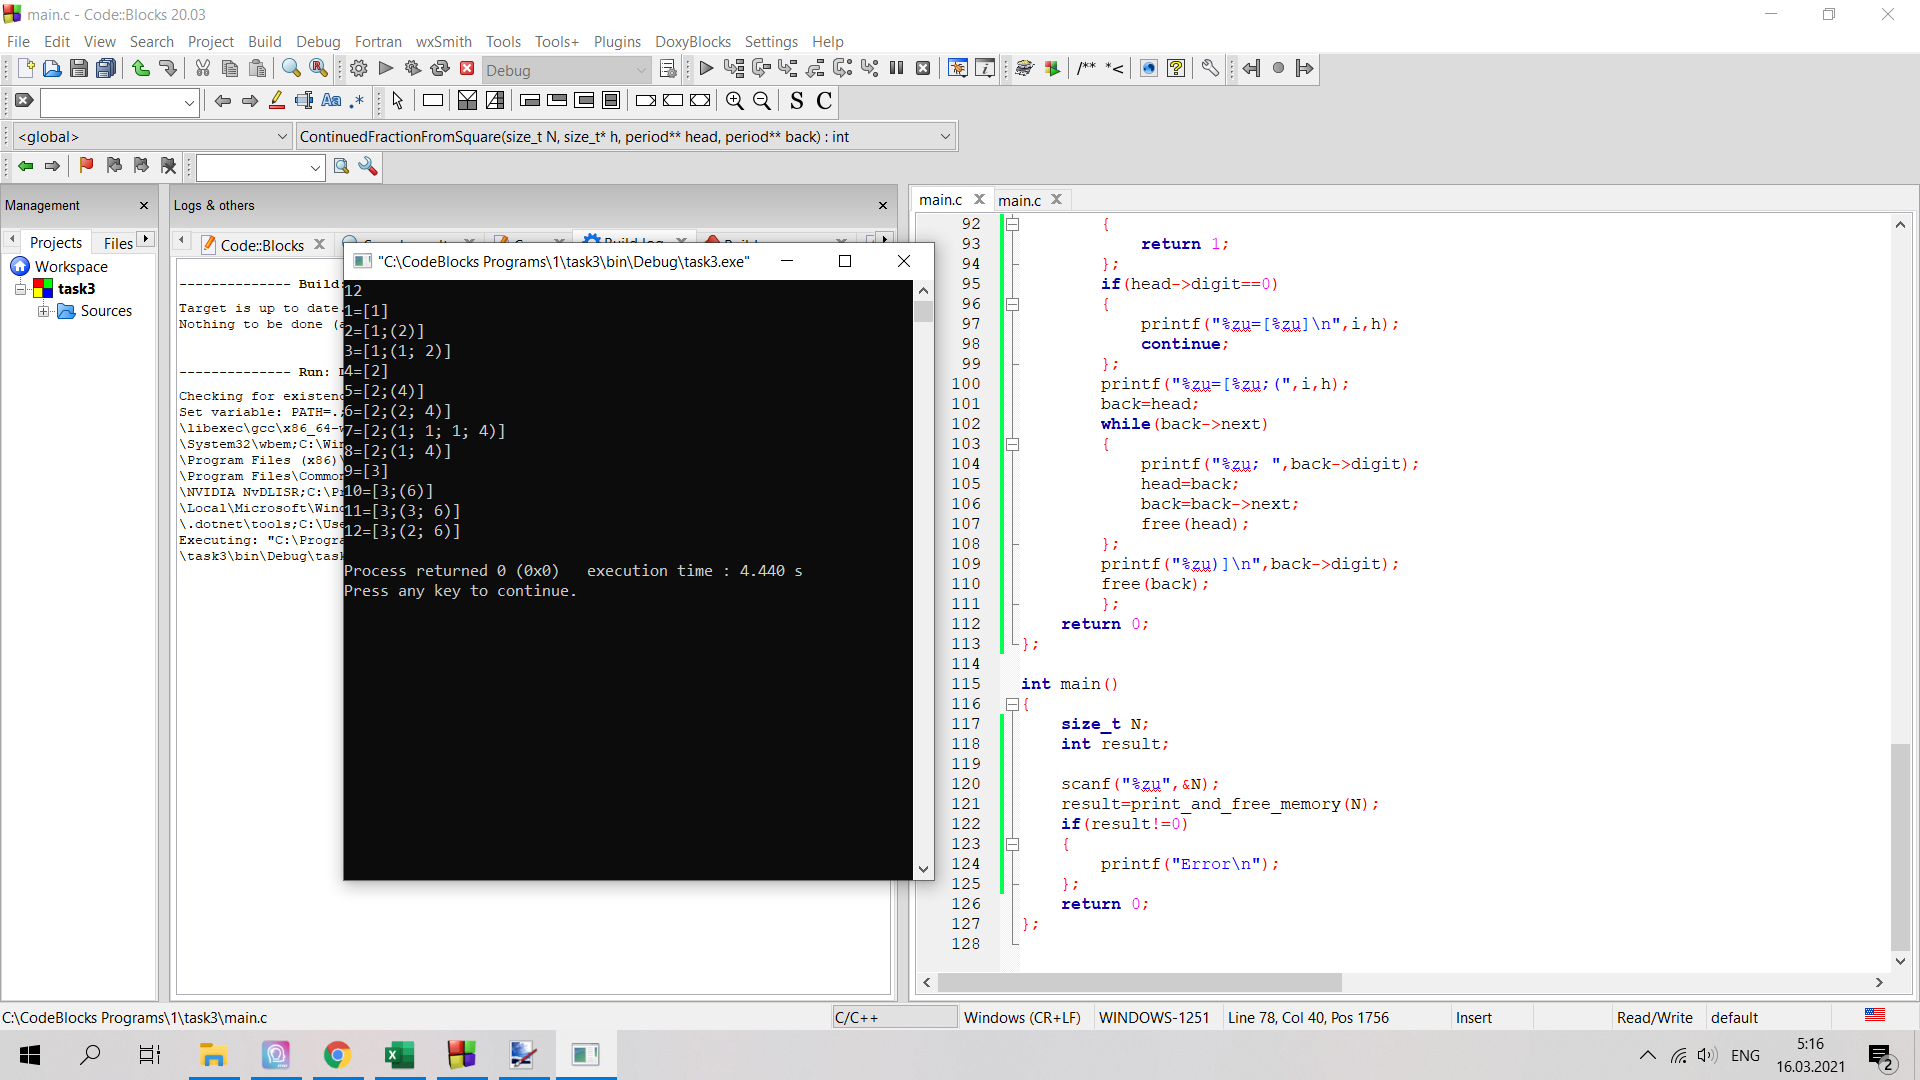 main.c - Code::Blocks 20.03
File Edit View Search Project Build Debug Fortran wxSmith Tools Tools+ Plugins DoxyBlocks Settings Help
Debug
/** *<
Aa .*
S C
<global>
ContinuedFractionFromSquare(size_t N, size_t* h, period** head, period** back) : int
Management
Logs & others
main.c
main.c
Projects
Files
Code::Blocks
Workspace
task3
Sources
-------------- Build:
Target is up to date.
Nothing to be done (a
-------------- Run: D
Checking for existenc
Set variable: PATH=.;
\libexec\gcc\x86_64-w
\System32\wbem;C:\Win
\Program Files (x86)\
\Program Files\Common
\NVIDIA NvDLISR;C:\Pr
\Local\Microsoft\Wind
\.dotnet\tools;C:\Use
Executing: "C:\Progra
\task3\bin\Debug\task
"C:\CodeBlocks Programs\1\task3\bin\Debug\task3.exe"
12
1=[1]
2=[1;(2)]
3=[1;(1; 2)]
4=[2]
5=[2;(4)]
6=[2;(2; 4)]
7=[2;(1; 1; 1; 4)]
8=[2;(1; 4)]
9=[3]
10=[3;(6)]
11=[3;(3; 6)]
12=[3;(2; 6)]
Process returned 0 (0x0)   execution time : 4.440 s
Press any key to continue.
92 {
93 return 1;
94 };
95 if(head->digit==0)
96 {
97 printf("%zu=[%zu]\n",i,h);
98 continue;
99 };
100 printf("%zu=[%zu;(",i,h);
101 back=head;
102 while(back->next)
103 {
104 printf("%zu; ",back->digit);
105 head=back;
106 back=back->next;
107 free(head);
108 };
109 printf("%zu)]\n",back->digit);
110 free(back);
111 };
112 return 0;
113 };
114
115 int main()
116 {
117 size_t N;
118 int result;
119
120 scanf("%zu",&N);
121 result=print_and_free_memory(N);
122 if(result!=0)
123 {
124 printf("Error\n");
125 };
126 return 0;
127 };
128
C:\CodeBlocks Programs\1\task3\main.c
C/C++
Windows (CR+LF)
WINDOWS-1251
Line 78, Col 40, Pos 1756
Insert
Read/Write
default
ENG
5:16
16.03.2021
2